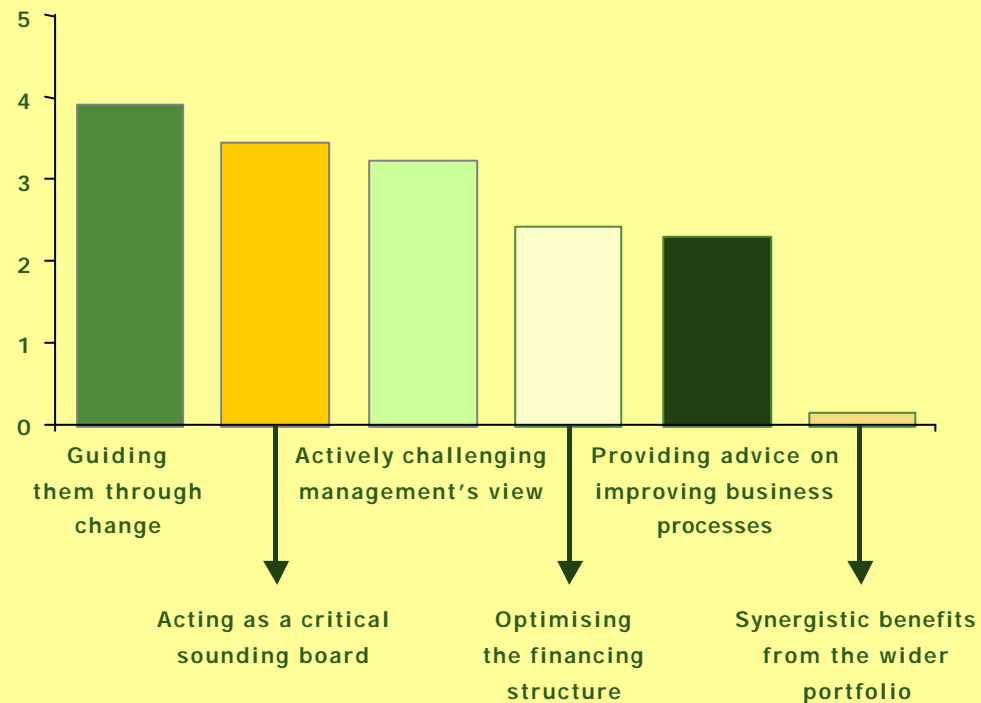 5
4
3
2
1
0
Guiding
them through
change
Actively challenging
management's view
Providing advice on
improving business
processes
Acting as a critical
sounding board
Optimising
the financing
structure
Synergistic benefits
from the wider
portfolio